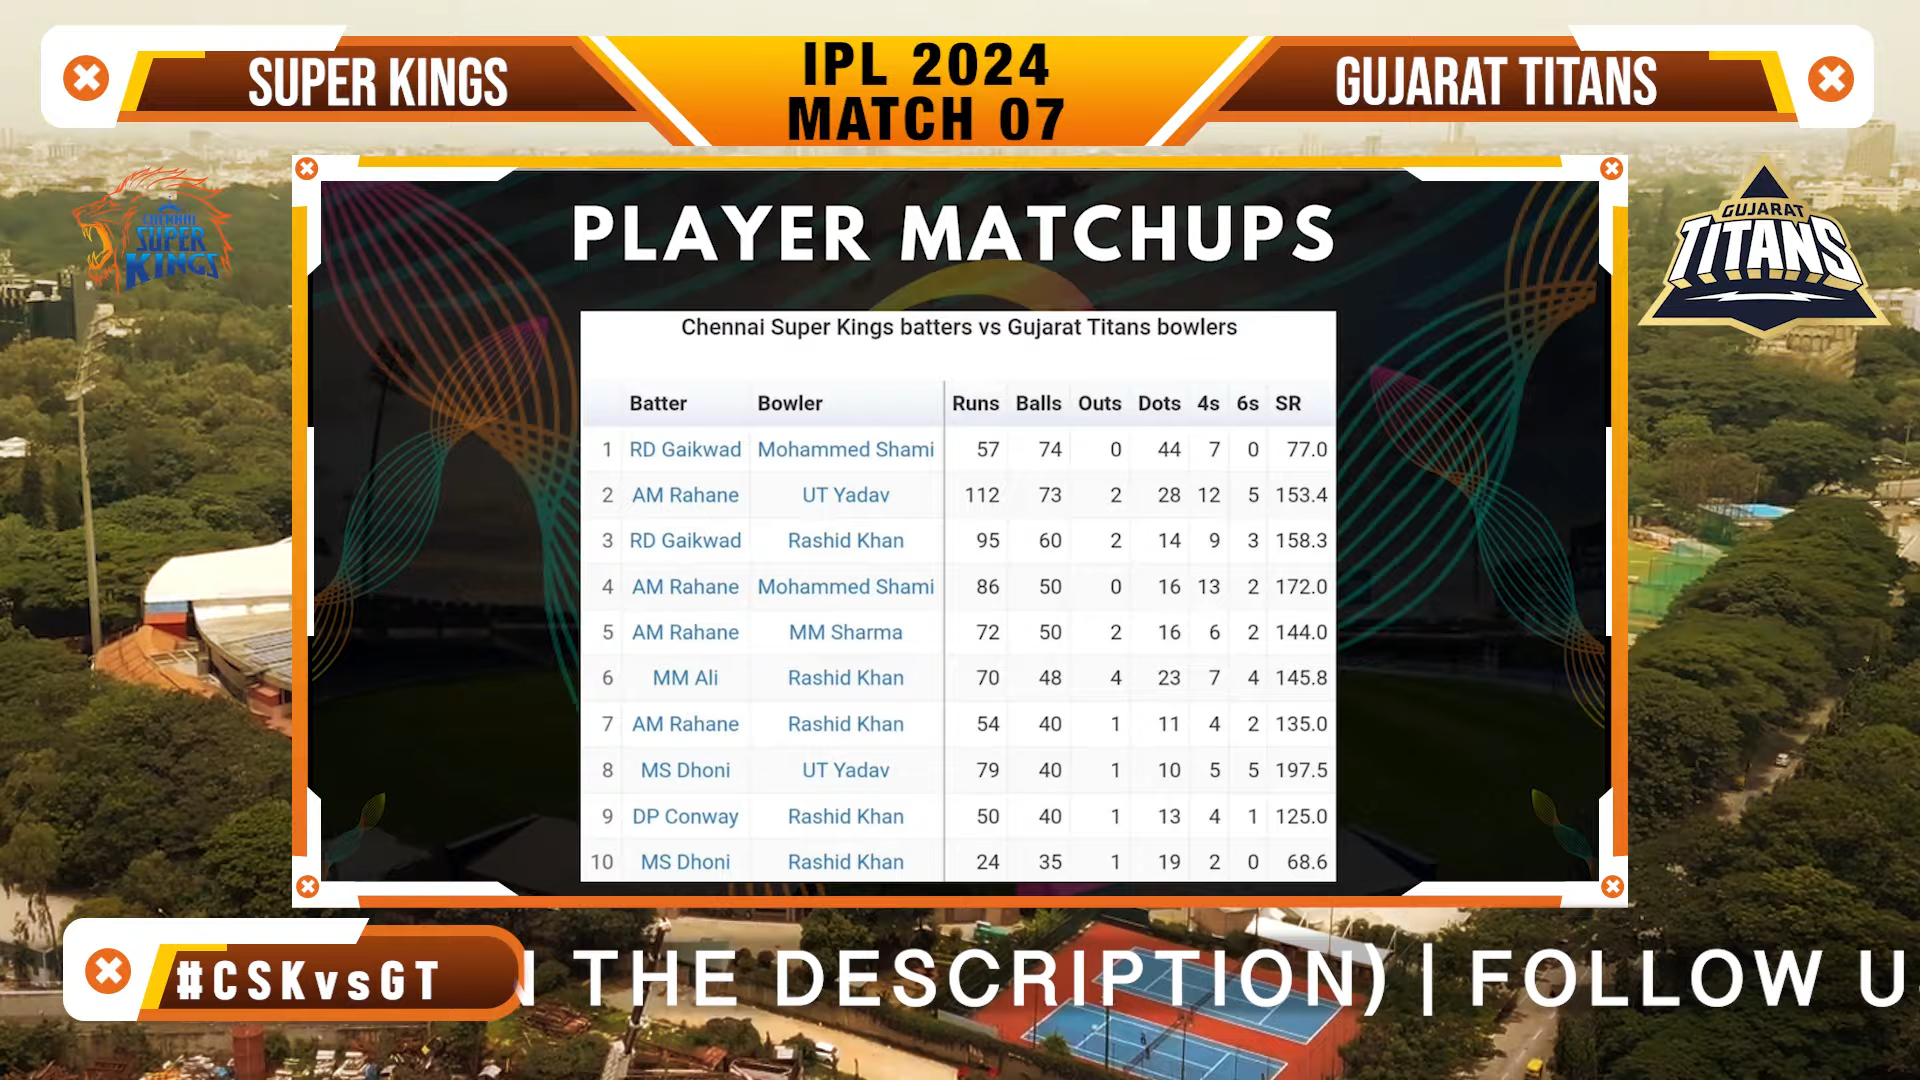 SUPER KINGS
IPL 2024
MATCH 07
GUJARAT TITANS
CHENNAI
SUPER
KINGS
GUJARAT
TITANS
PLAYER MATCHUPS
Chennai Super Kings batters vs Gujarat Titans bowlers
Batter Bowler Runs Balls Outs Dots 4s 6s SR
1 RD Gaikwad Mohammed Shami 57 74 0 44 7 0 77.0
2 AM Rahane UT Yadav 112 73 2 28 12 5 153.4
3 RD Gaikwad Rashid Khan 95 60 2 14 9 3 158.3
4 AM Rahane Mohammed Shami 86 50 0 16 13 2 172.0
5 AM Rahane MM Sharma 72 50 2 16 6 2 144.0
6 MM Ali Rashid Khan 70 48 4 23 7 4 145.8
7 AM Rahane Rashid Khan 54 40 1 11 4 2 135.0
8 MS Dhoni UT Yadav 79 40 1 10 5 5 197.5
9 DP Conway Rashid Khan 50 40 1 13 4 1 125.0
10 MS Dhoni Rashid Khan 24 35 1 19 2 0 68.6
#CSKvsGT
THE DESCRIPTION) | FOLLOW